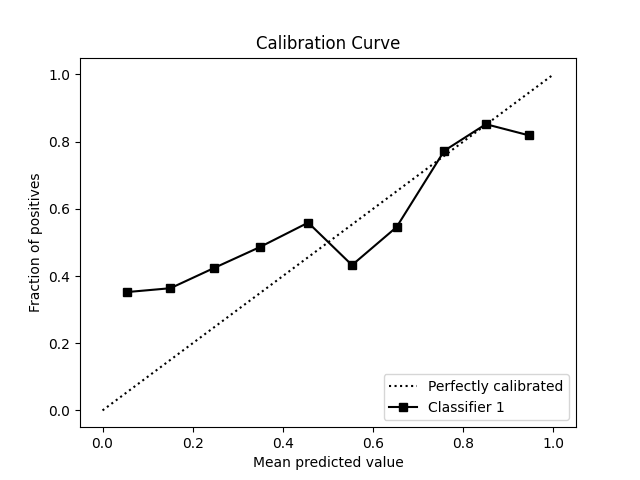 Calibration Curve
1.0
0.8
0.6
0.4
0.2
0.0
Fraction of positives
Perfectly calibrated
Classifier 1
0.0 0.2 0.4 0.6 0.8 1.0
Mean predicted value